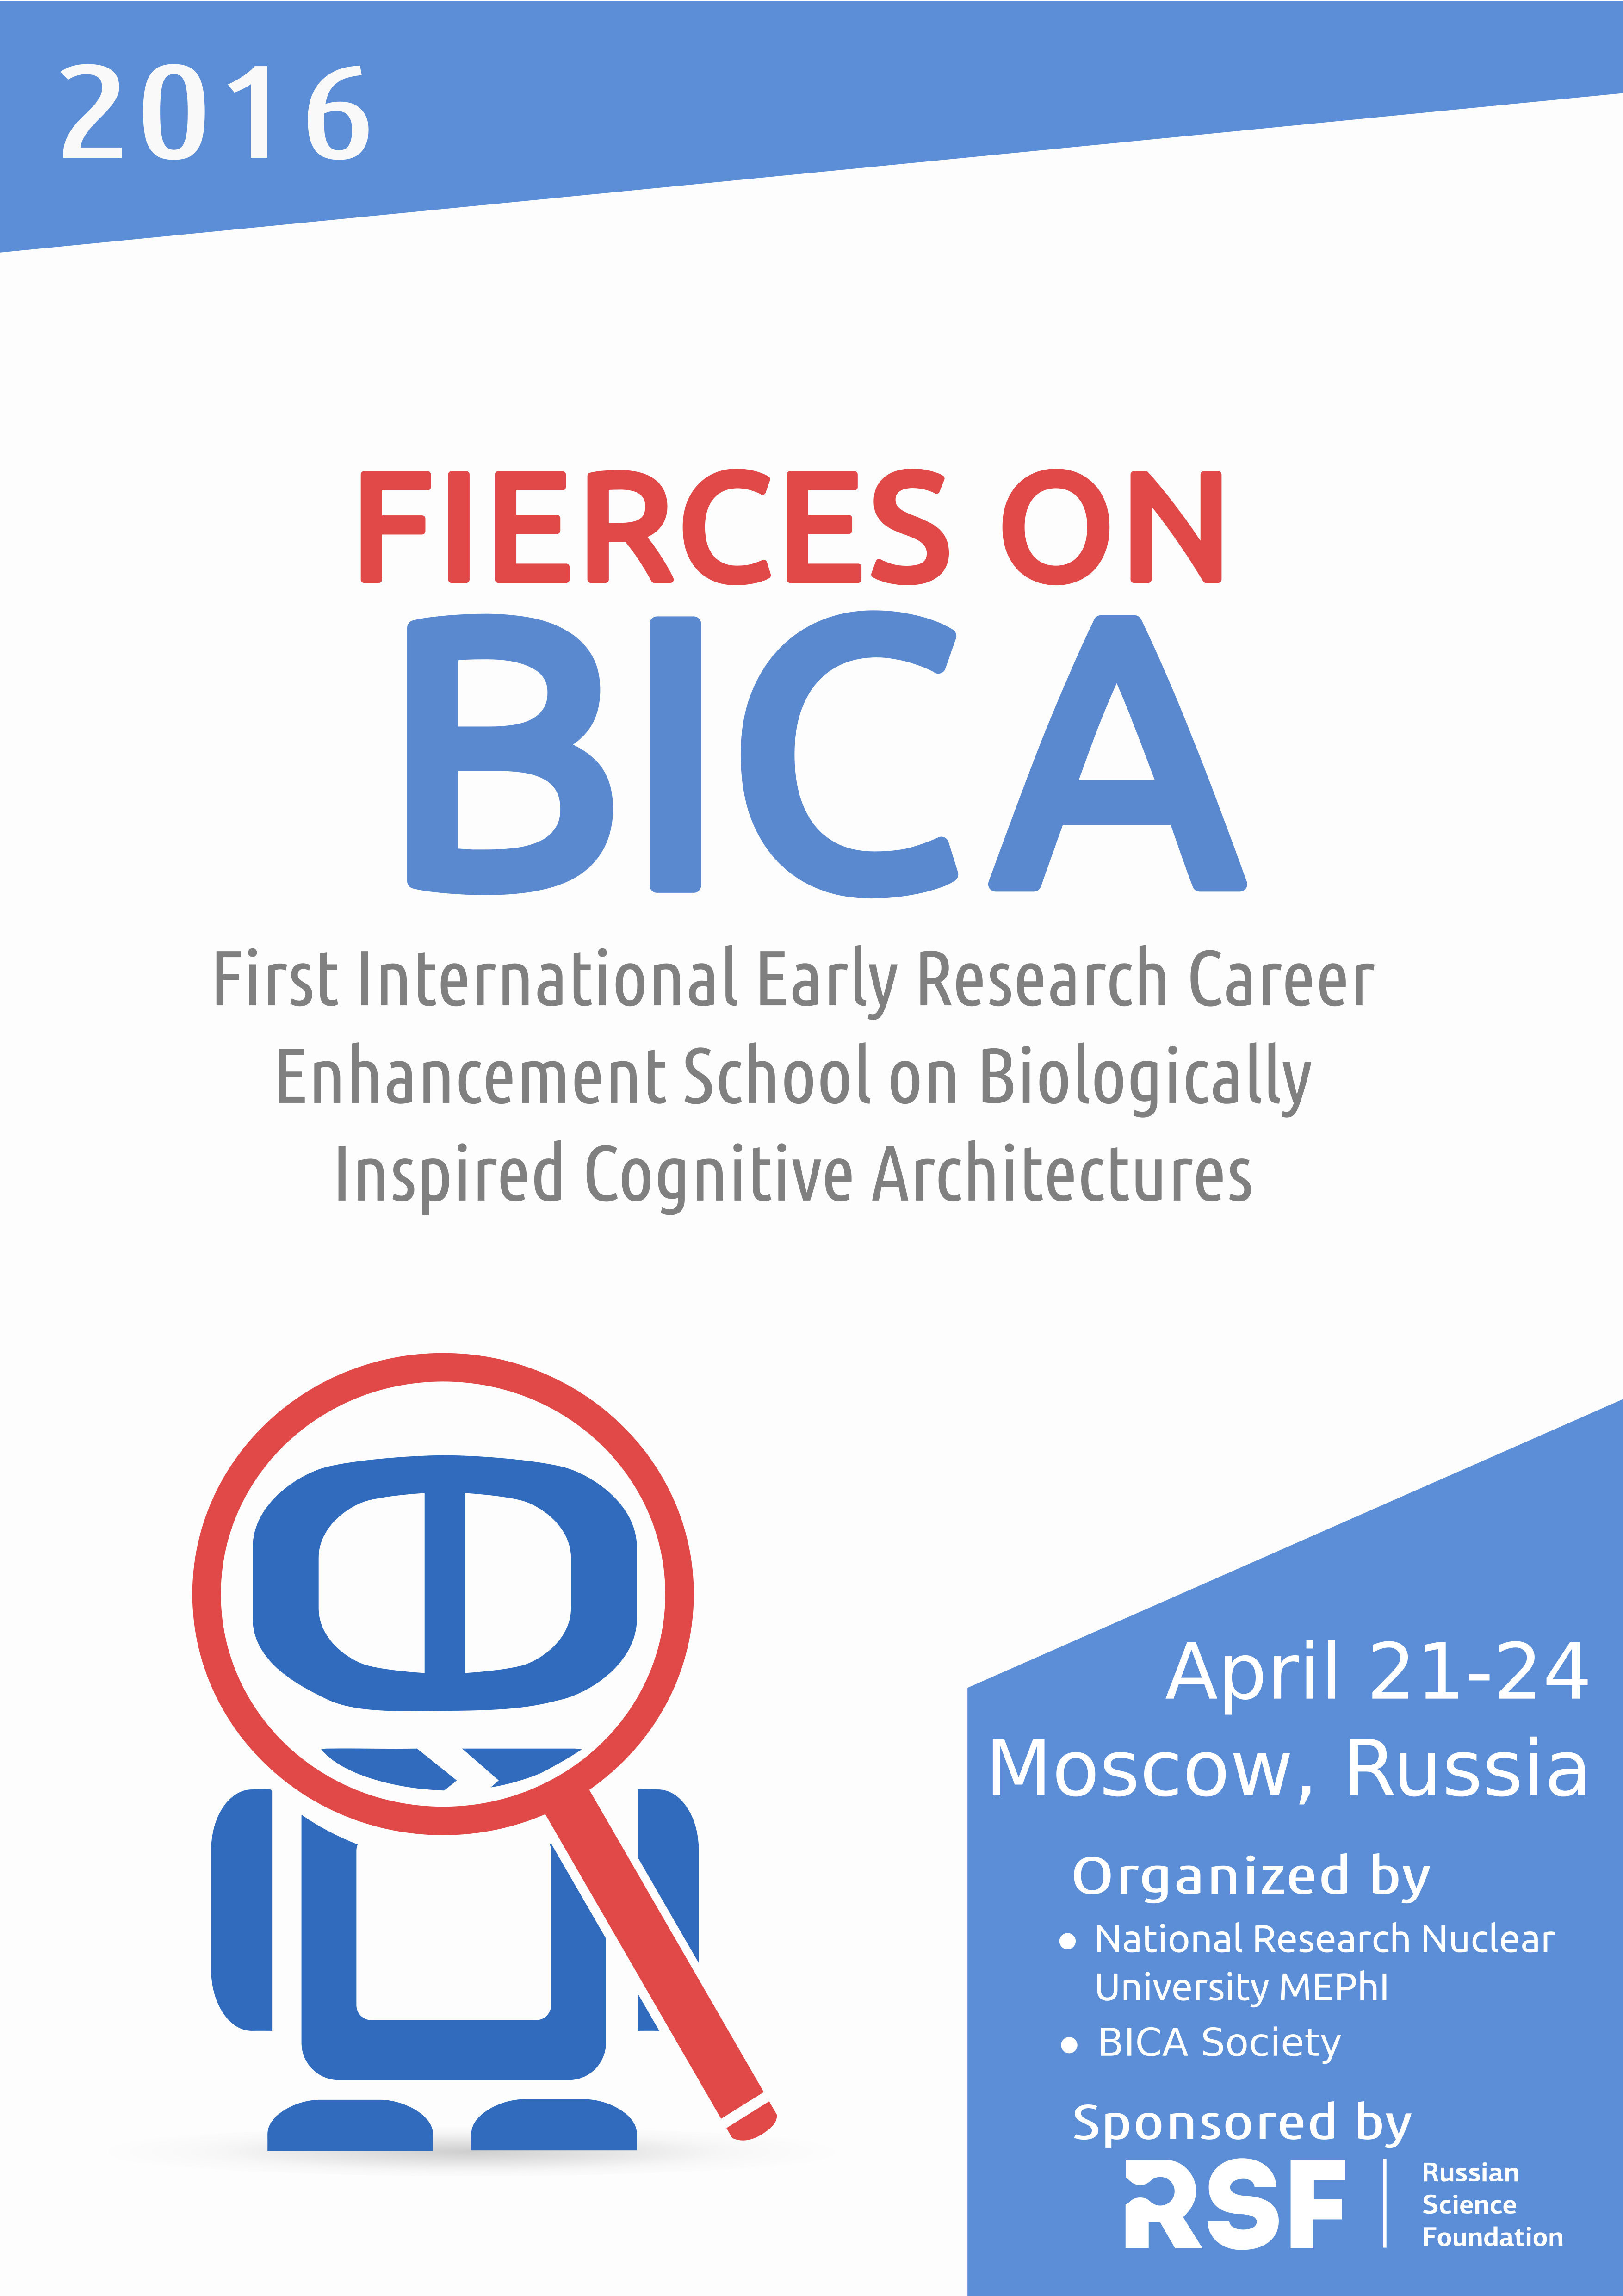 2016
FIERCES ON
BICA
First International Early Research Career
Enhancement School on Biologically
Inspired Cognitive Architectures
April 21-24
Moscow, Russia
Organized by
• National Research Nuclear
University MEPhI
• BICA Society
Sponsored by
RSF
Russian
Science
Foundation